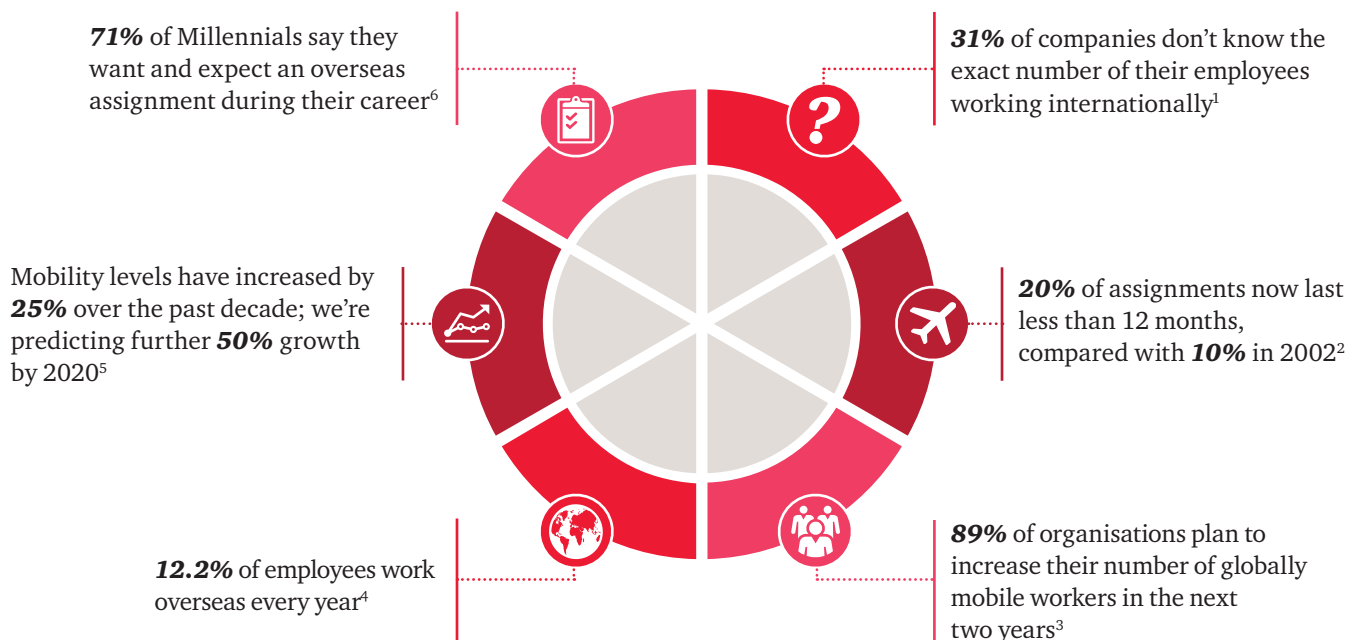 71% of Millennials say they
want and expect an overseas
assignment during their career⁶
31% of companies don’t know the
exact number of their employees
working internationally¹
?
Mobility levels have increased by
25% over the past decade; we’re
predicting further 50% growth
by 2020⁵
20% of assignments now last
less than 12 months,
compared with 10% in 2002²
12.2% of employees work
overseas every year⁴
89% of organisations plan to
increase their number of globally
mobile workers in the next
two years³